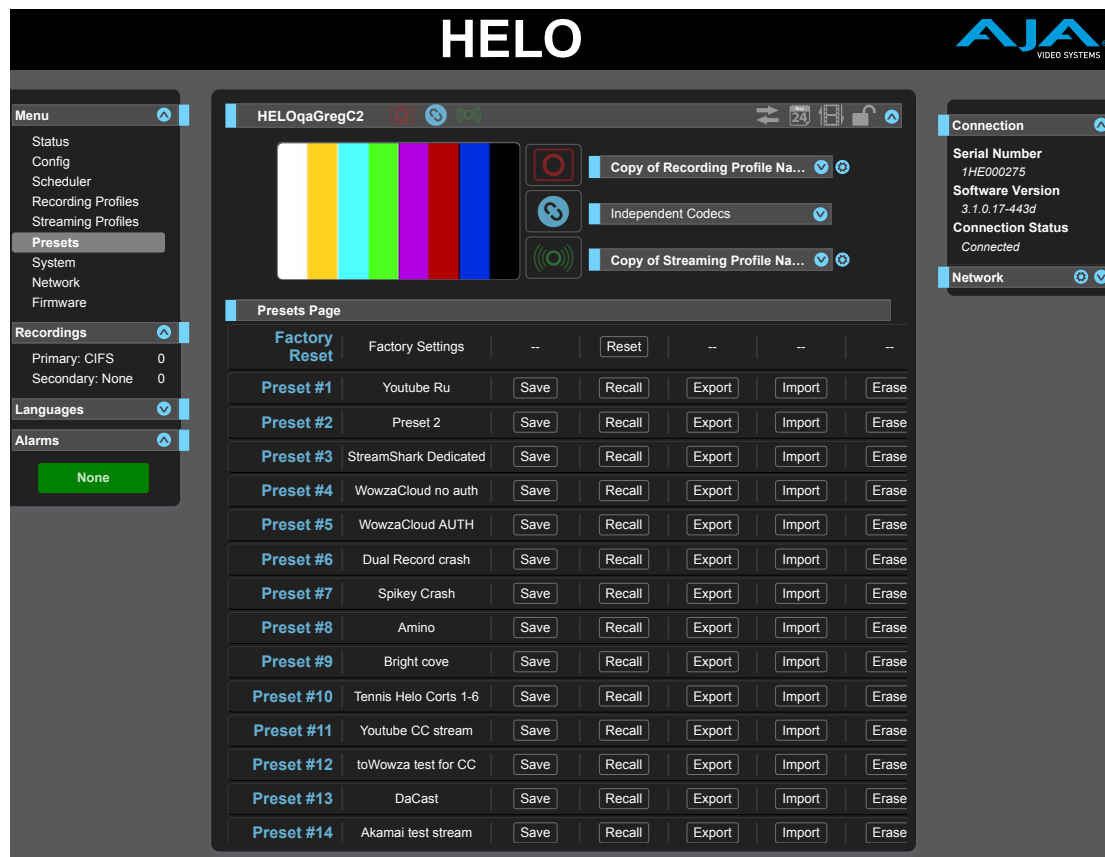 HELO
AJA
VIDEO SYSTEMS
Menu
Status
Config
Scheduler
Recording Profiles
Streaming Profiles
Presets
System
Network
Firmware
Recordings
Primary: CIFS 0
Secondary: None 0
Languages
Alarms
None
HELOqaGregC2
May
24
Copy of Recording Profile Na...
Independent Codecs
Copy of Streaming Profile Na...
Presets Page
Factory Reset Factory Settings -- Reset -- -- --
Preset #1 Youtube Ru Save Recall Export Import Erase
Preset #2 Preset 2 Save Recall Export Import Erase
Preset #3 StreamShark Dedicated Save Recall Export Import Erase
Preset #4 WowzaCloud no auth Save Recall Export Import Erase
Preset #5 WowzaCloud AUTH Save Recall Export Import Erase
Preset #6 Dual Record crash Save Recall Export Import Erase
Preset #7 Spikey Crash Save Recall Export Import Erase
Preset #8 Amino Save Recall Export Import Erase
Preset #9 Bright cove Save Recall Export Import Erase
Preset #10 Tennis Helo Corts 1-6 Save Recall Export Import Erase
Preset #11 Youtube CC stream Save Recall Export Import Erase
Preset #12 toWowza test for CC Save Recall Export Import Erase
Preset #13 DaCast Save Recall Export Import Erase
Preset #14 Akamai test stream Save Recall Export Import Erase
Connection
Serial Number
1HE000275
Software Version
3.1.0.17-443d
Connection Status
Connected
Network